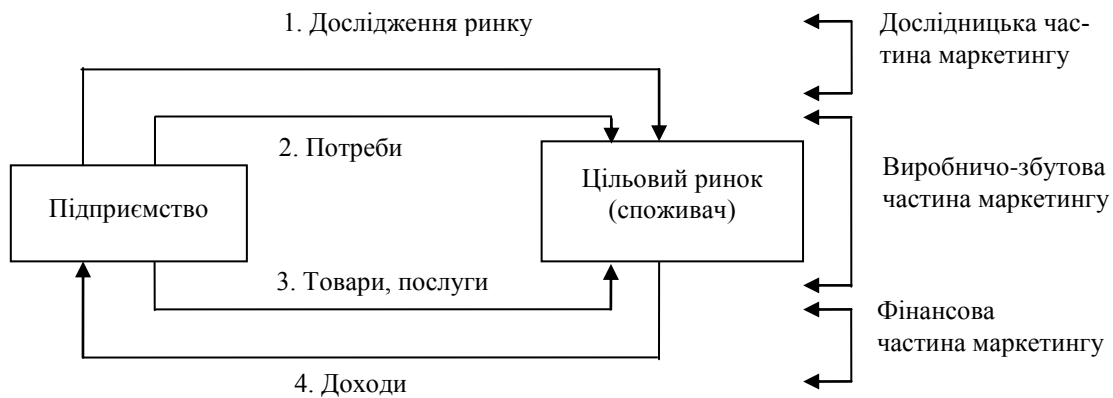 1. Дослідження ринку
Дослідницька час-
тина маркетингу
2. Потреби
Підприємство
Цільовий ринок
(споживач)
Виробничо-збутова
частина маркетингу
3. Товари, послуги
Фінансова
частина маркетингу
4. Доходи